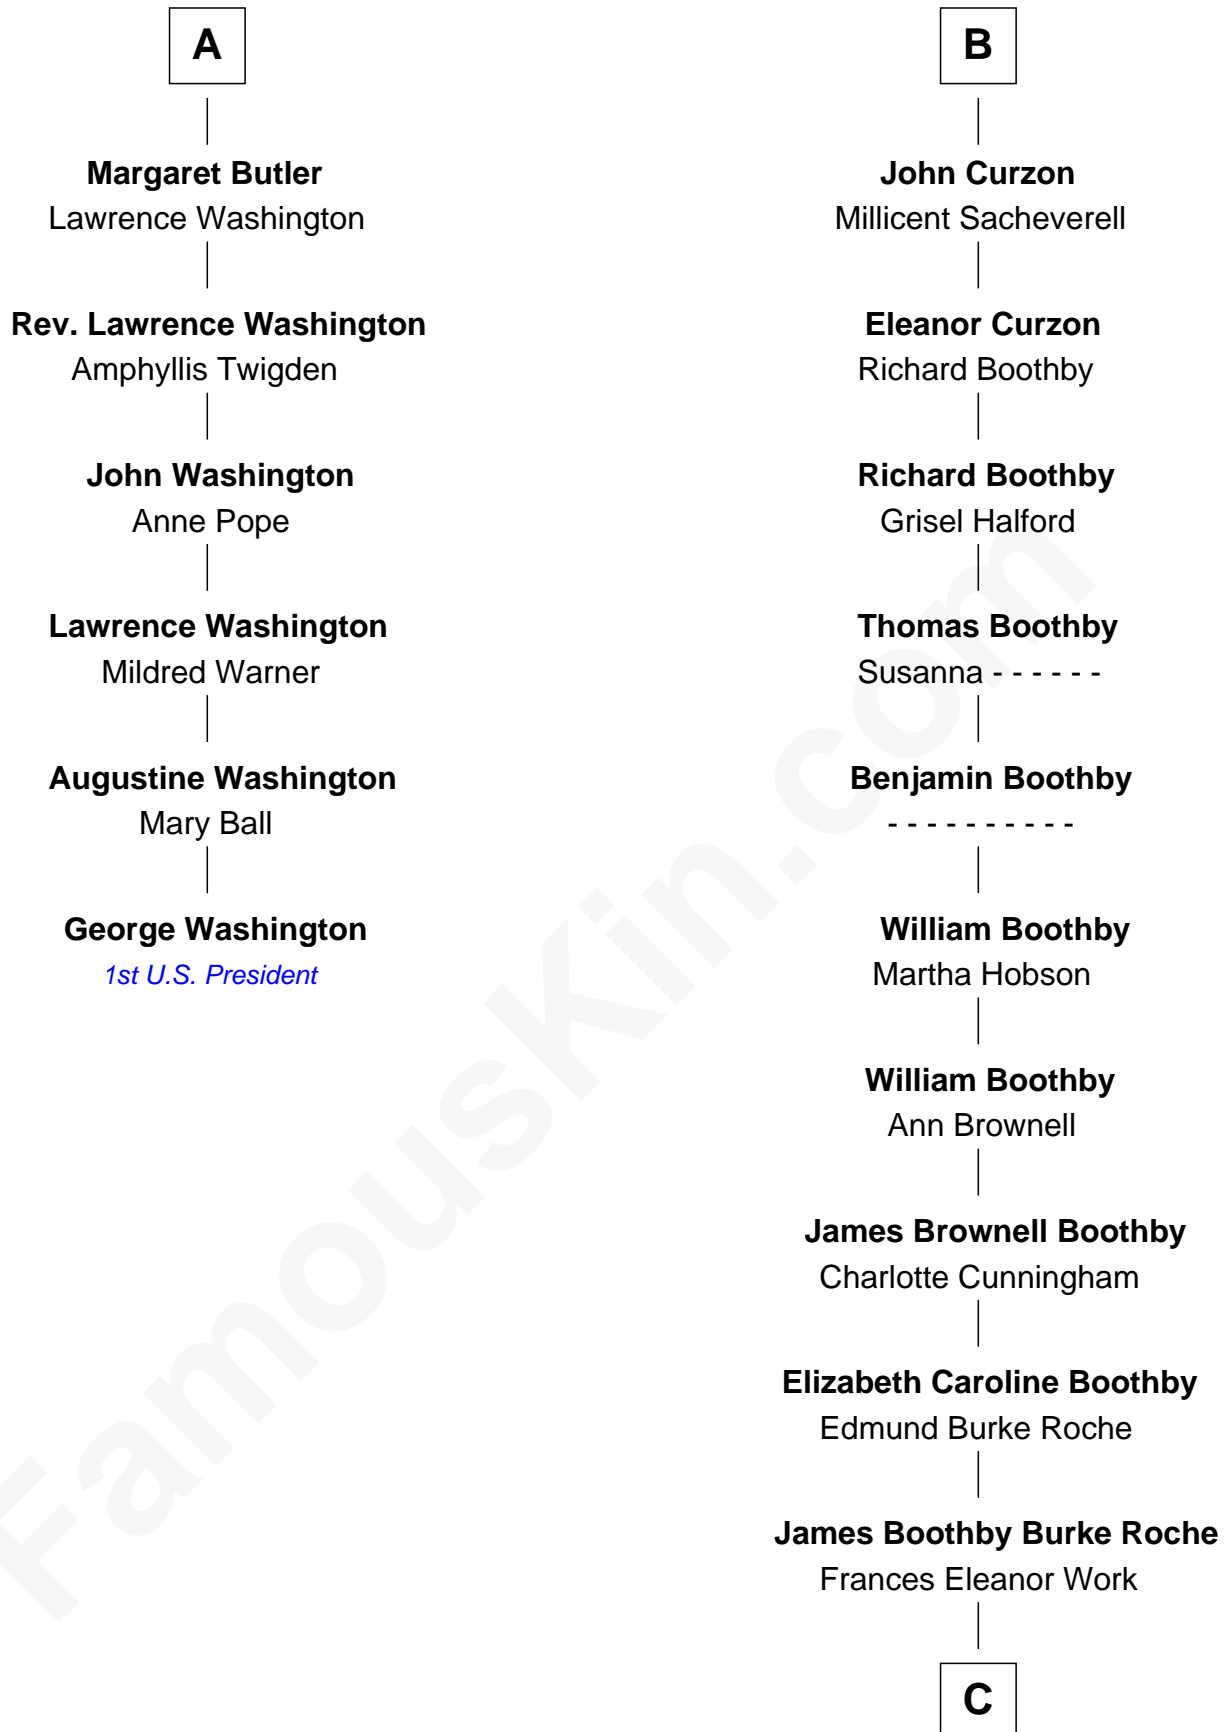 A
Margaret Butler
Lawrence Washington
Rev. Lawrence Washington
Amphyllis Twigden
John Washington
Anne Pope
Lawrence Washington
Mildred Warner
Augustine Washington
Mary Ball
George Washington
1st U.S. President
B
John Curzon
Millicent Sacheverell
Eleanor Curzon
Richard Boothby
Richard Boothby
Grisel Halford
Thomas Boothby
Susanna - - - - - -
Benjamin Boothby
- - - - - - - - - -
William Boothby
Martha Hobson
William Boothby
Ann Brownell
James Brownell Boothby
Charlotte Cunningham
Elizabeth Caroline Boothby
Edmund Burke Roche
James Boothby Burke Roche
Frances Eleanor Work
C
FamousKin.com